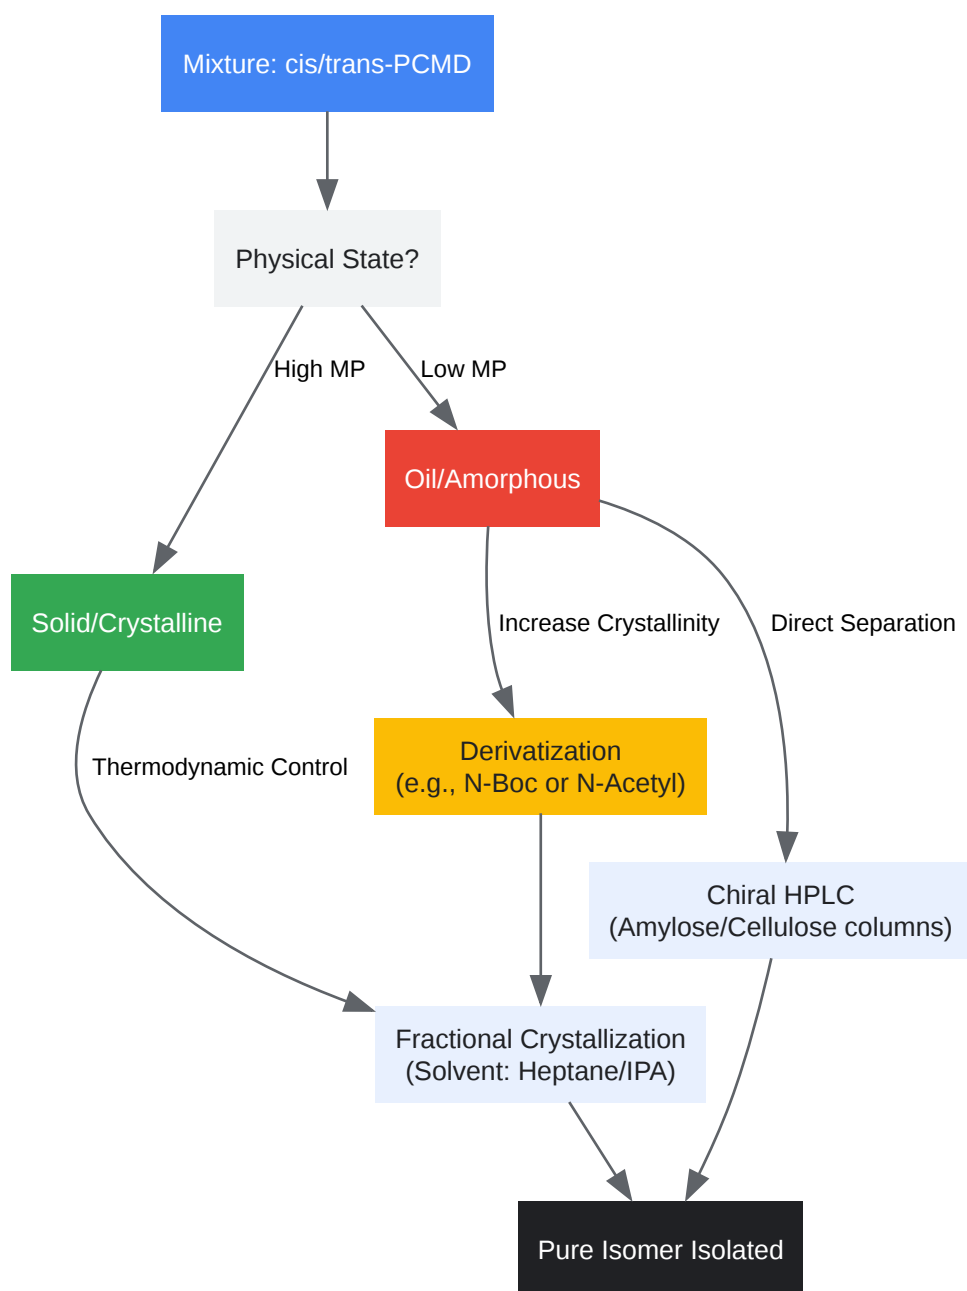 Mixture: cis/trans-PCMD
Physical State?
High MP
Low MP
Oil/Amorphous
Solid/Crystalline
Increase Crystallinity
Direct Separation
Thermodynamic Control
Derivatization
(e.g., N-Boc or N-Acetyl)
Chiral HPLC
(Amylose/Cellulose columns)
Fractional Crystallization
(Solvent: Heptane/IPA)
Pure Isomer Isolated